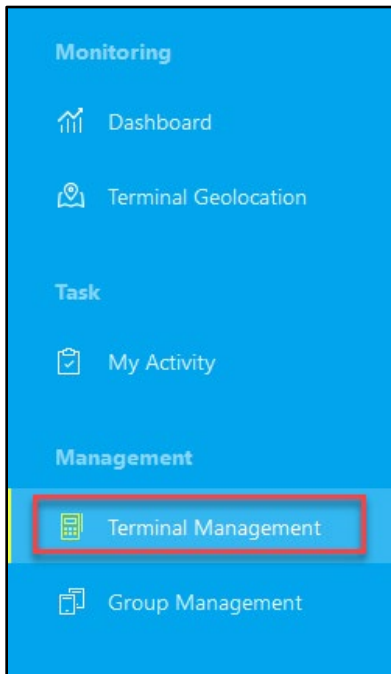 Monitoring
Dashboard
Terminal Geolocation
Task
My Activity
Management
Terminal Management
Group Management